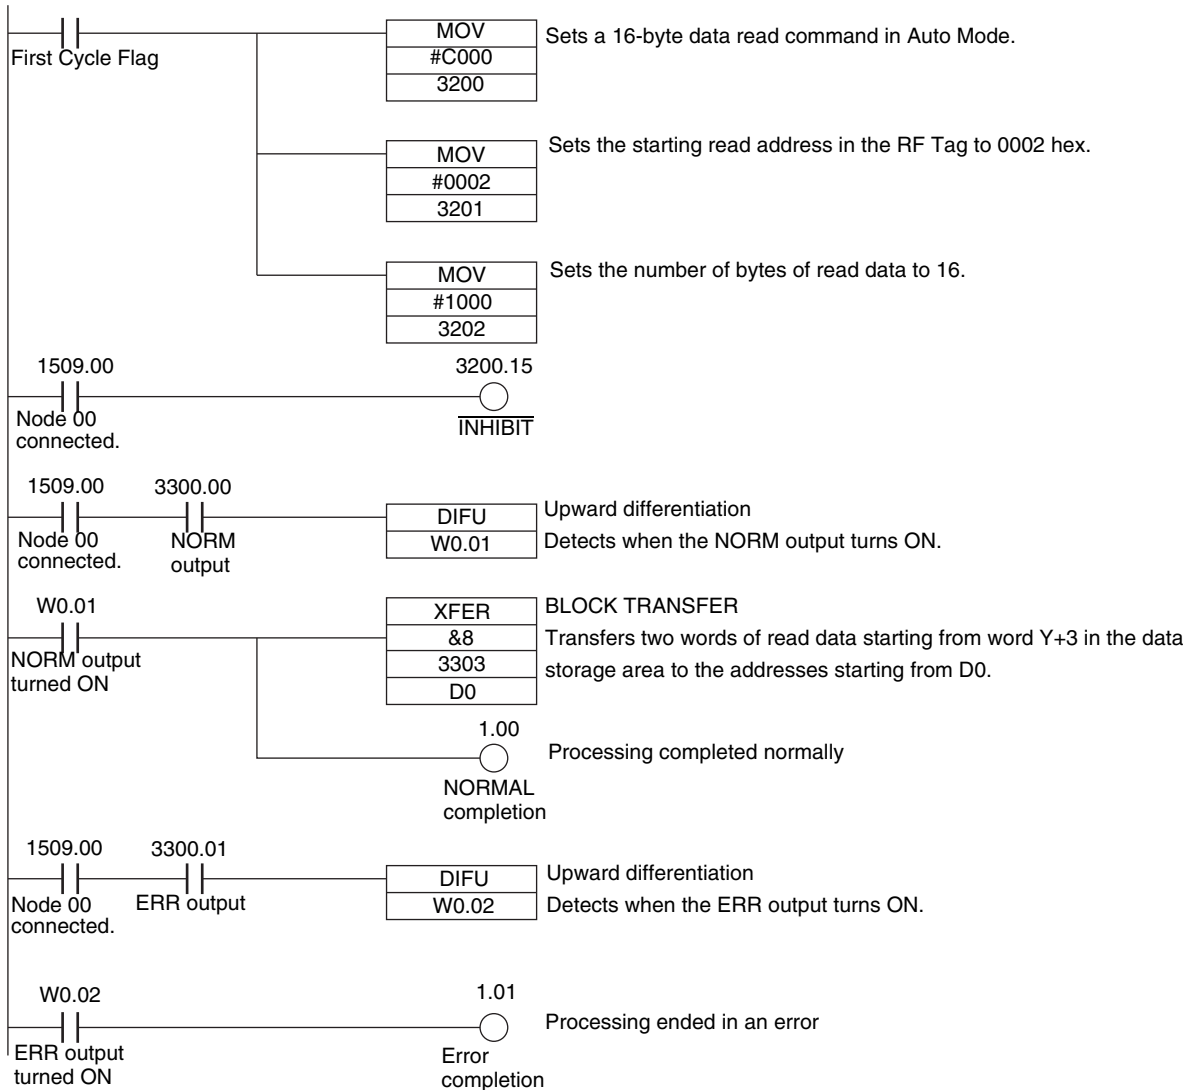 First Cycle Flag
MOV
#C000
3200
Sets a 16-byte data read command in Auto Mode.
MOV
#0002
3201
Sets the starting read address in the RF Tag to 0002 hex.
MOV
#1000
3202
Sets the number of bytes of read data to 16.
1509.00
Node 00
connected.
3200.15
INHIBIT
1509.00
Node 00
connected.
3300.00
NORM
output
DIFU
W0.01
Upward differentiation
Detects when the NORM output turns ON.
W0.01
NORM output
turned ON
XFER
&8
3303
D0
BLOCK TRANSFER
Transfers two words of read data starting from word Y+3 in the data
storage area to the addresses starting from D0.
1.00
NORMAL
completion
Processing completed normally
1509.00
Node 00
connected.
3300.01
ERR output
DIFU
W0.02
Upward differentiation
Detects when the ERR output turns ON.
W0.02
ERR output
turned ON
1.01
Error
completion
Processing ended in an error